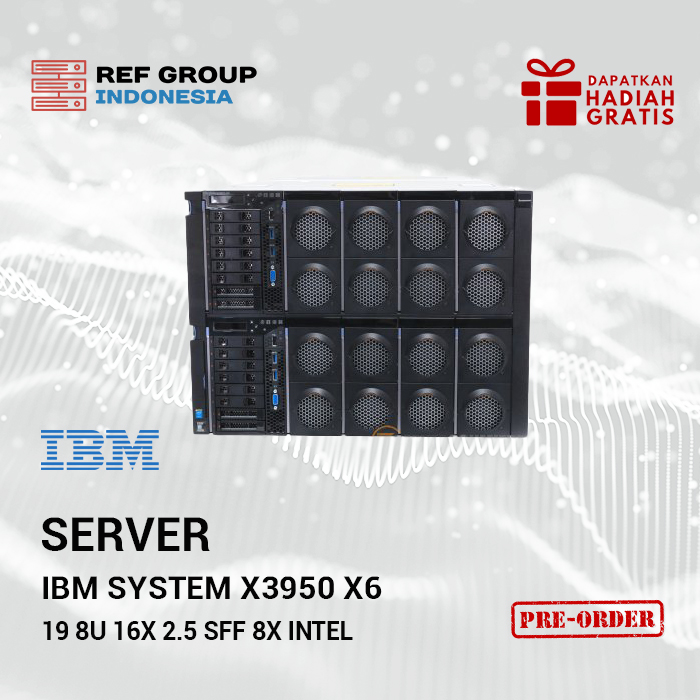 REF GROUP
INDONESIA
DAPATKAN
HADIAH
GRATIS
IBM
SERVER
IBM SYSTEM X3950 X6
19 8U 16X 2.5 SFF 8X INTEL
PRE-ORDER